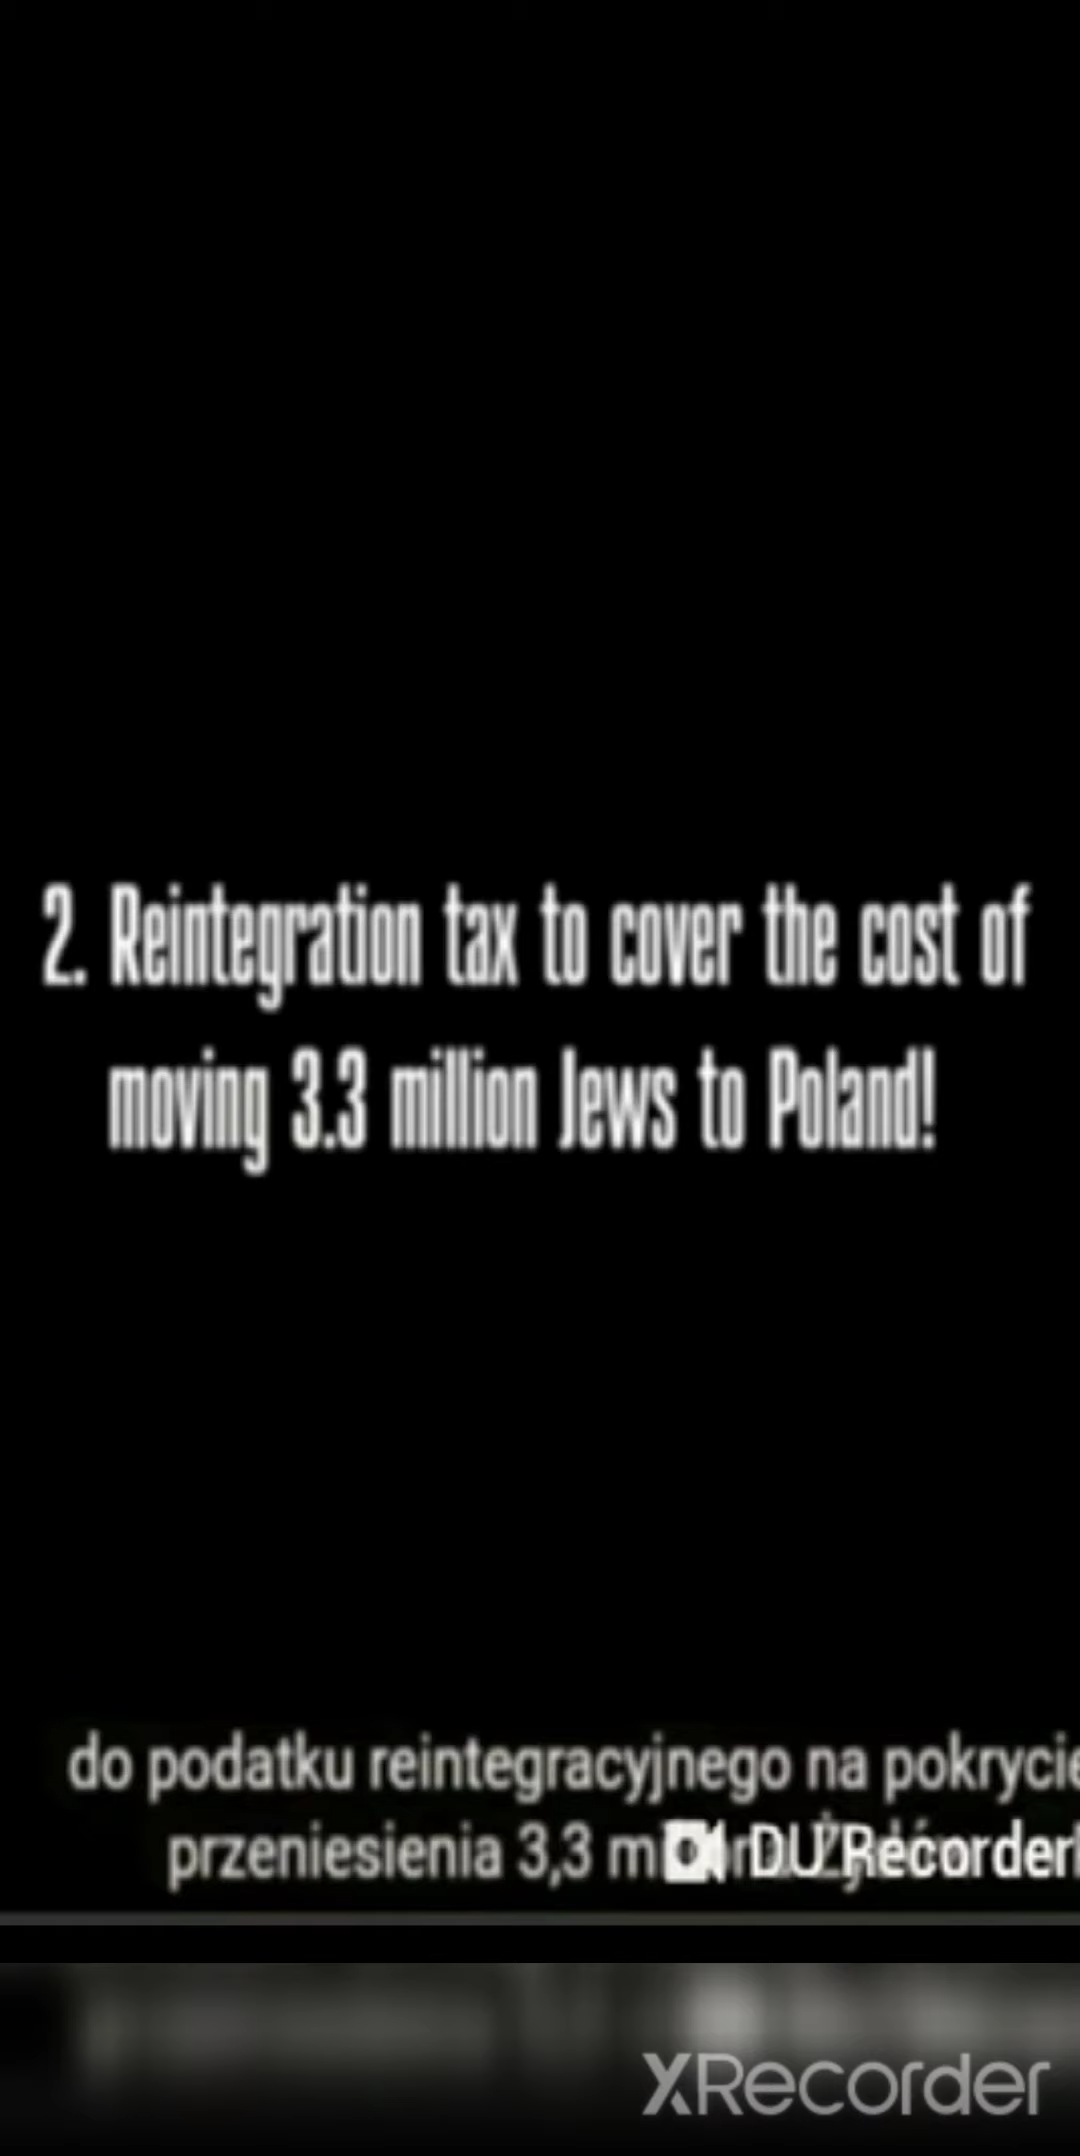 2. Reintegration tax to cover the cost of
moving 3.3 million Jews to Poland!
do podatku reintegracyjnego na pokrycie
przeniesienia 3,3
DU Recorder
XRecorder